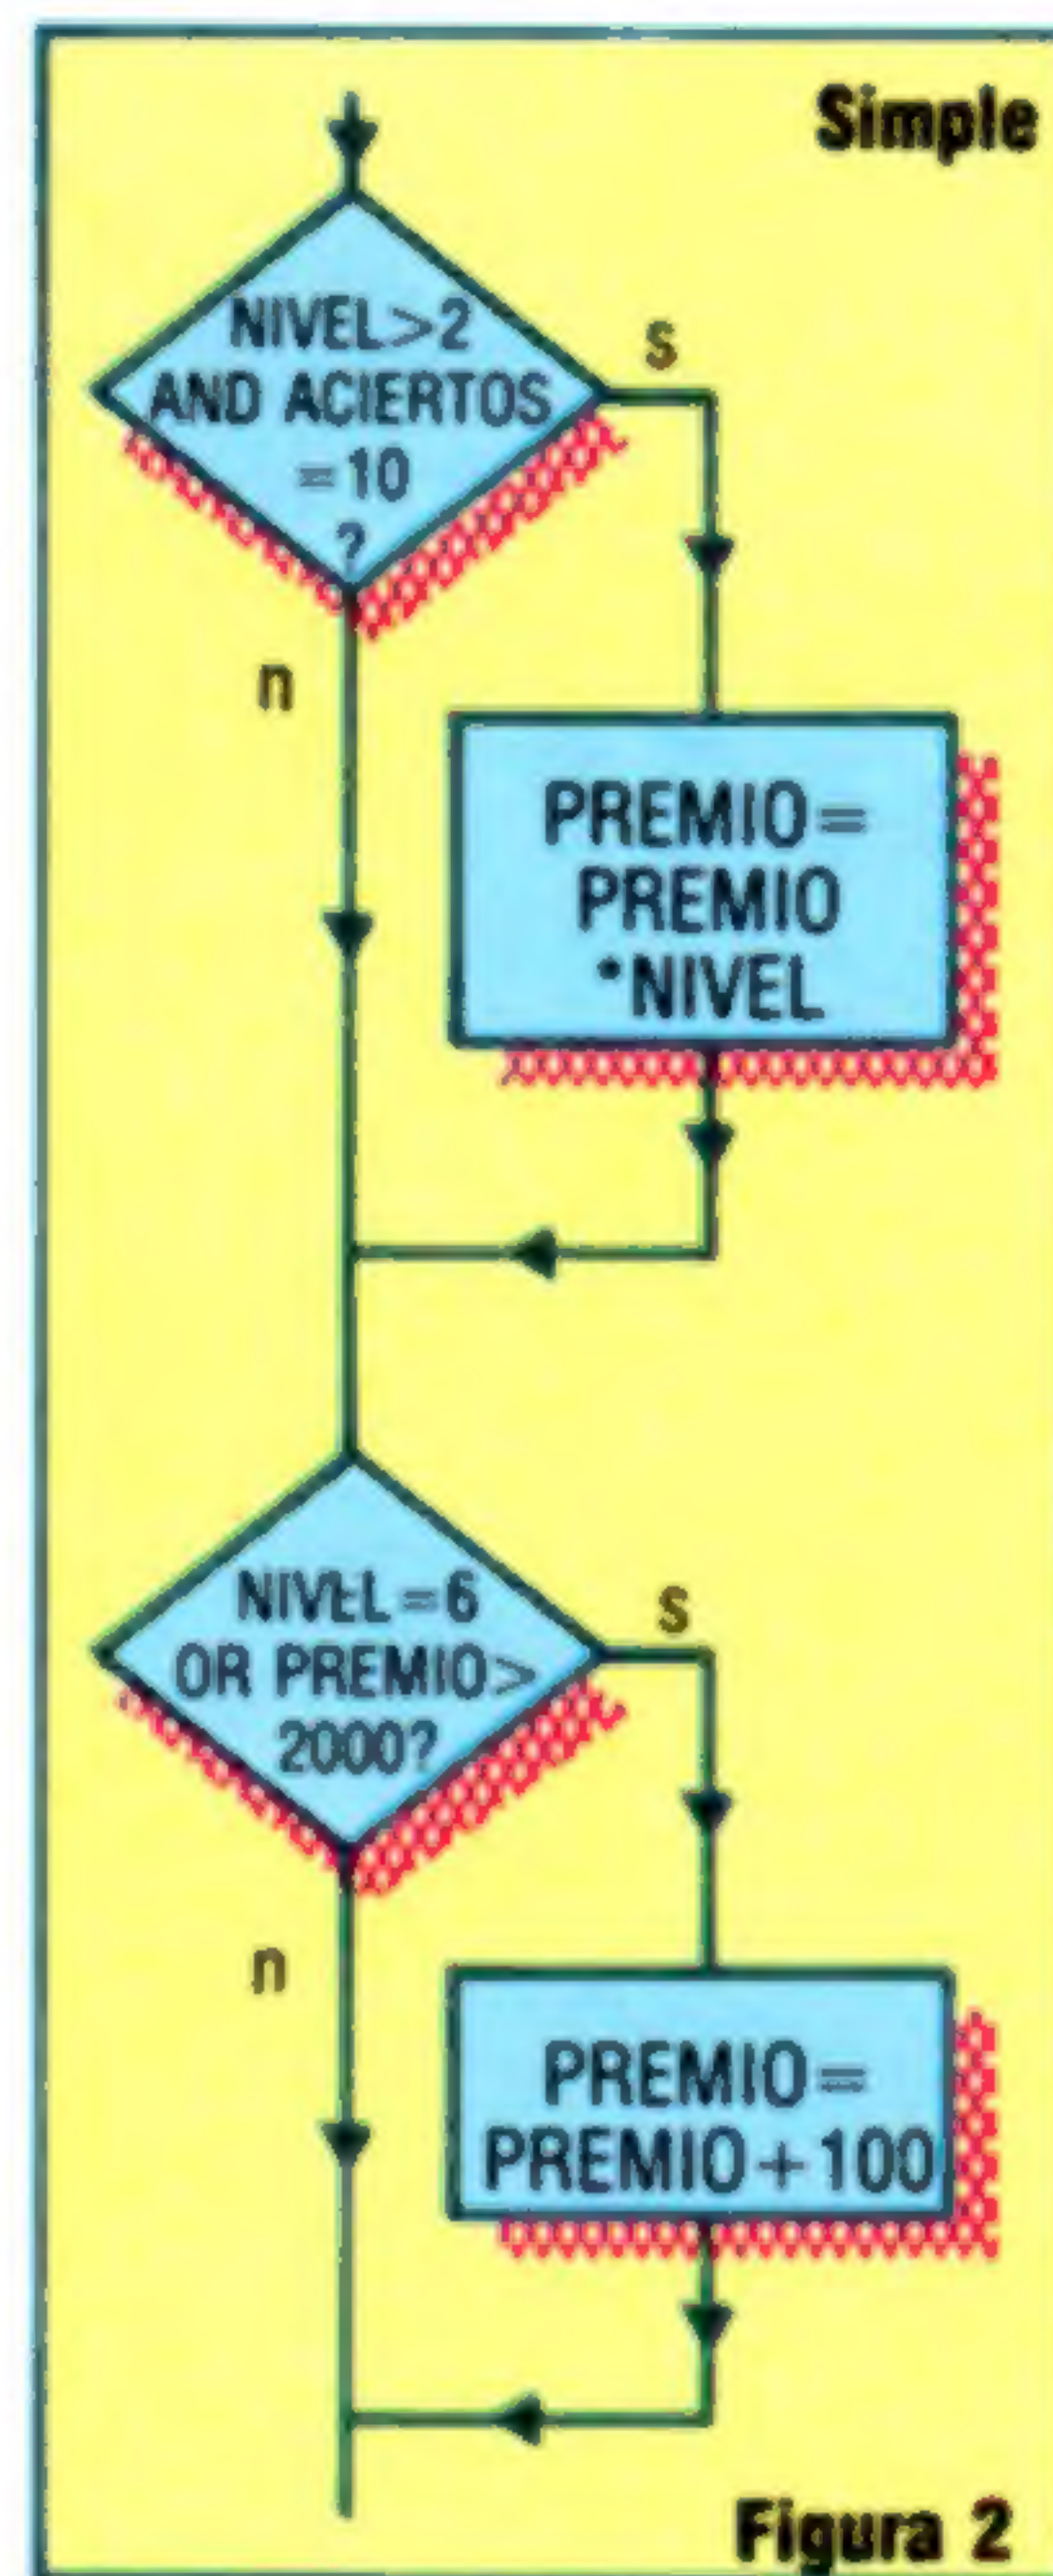 Simple
NIVEL>2
AND ACIERTOS
=10
?
s
n
PREMIO=
PREMIO
*NIVEL
NIVEL=6
OR PREMIO>
2000?
s
n
PREMIO=
PREMIO+100
Figura 2